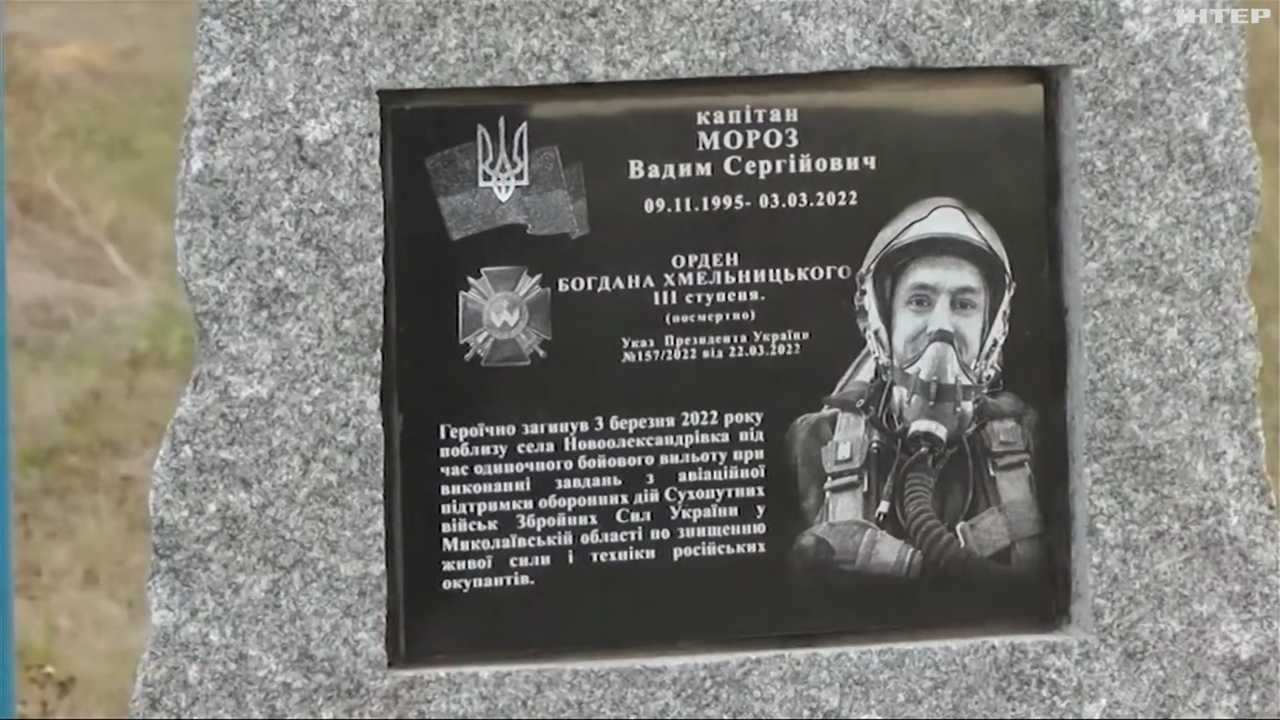 ІНТЕР
капітан
МОРОЗ
Вадим Сергійович
09.11.1995- 03.03.2022
ОРДЕН
БОГДАНА ХМЕЛЬНИЦЬКОГО
ІІІ ступеня.
(посмертно)
Указ Президента України
№157/2022 від 22.03.2022
Героїчно загинув 3 березня 2022 року
поблизу села Новоолександрівка під
час одиночного бойового вильоту при
виконанні завдань з авіаційної
підтримки оборонних дій Сухопутних
військ Збройних Сил України у
Миколаївській області по знищенню
живої сили і техніки російських
окупантів.